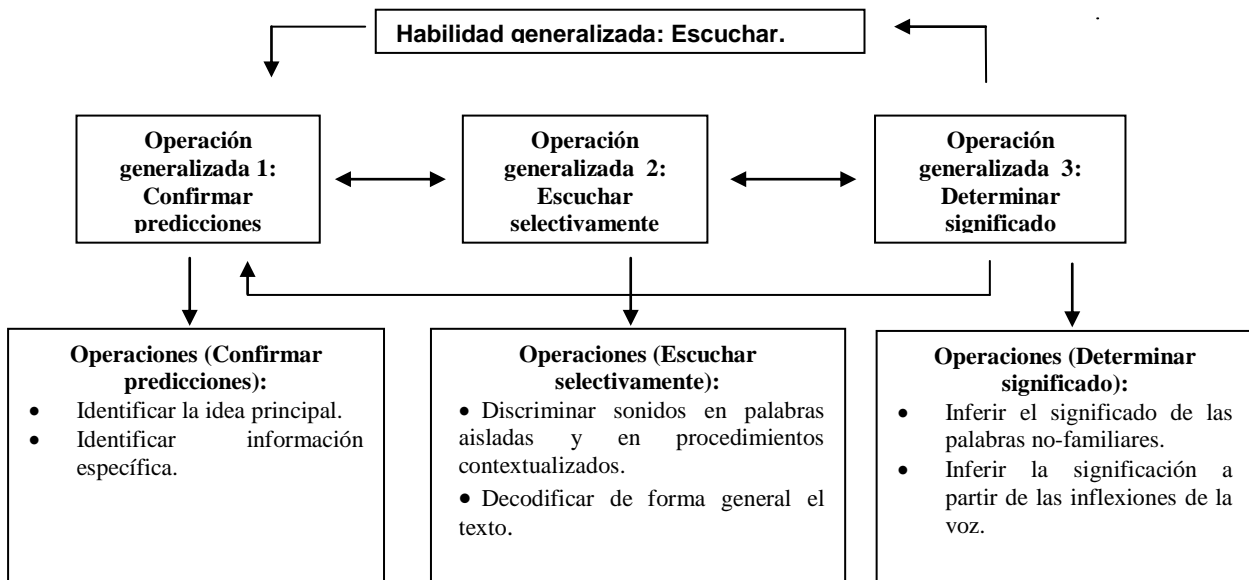 Habilidad generalizada: Escuchar.
Operación
generalizada 1:
Confirmar
predicciones
Operación
generalizada 2:
Escuchar
selectivamente
Operación
generalizada 3:
Determinar
significado
Operaciones (Confirmar
predicciones):
• Identificar la idea principal.
• Identificar información
específica.
Operaciones (Escuchar
selectivamente):
• Discriminar sonidos en palabras
aisladas y en procedimientos
contextualizados.
• Decodificar de forma general el
texto.
Operaciones (Determinar
significado):
• Inferir el significado de las
palabras no-familiares.
• Inferir la significación a
partir de las inflexiones de la
voz.